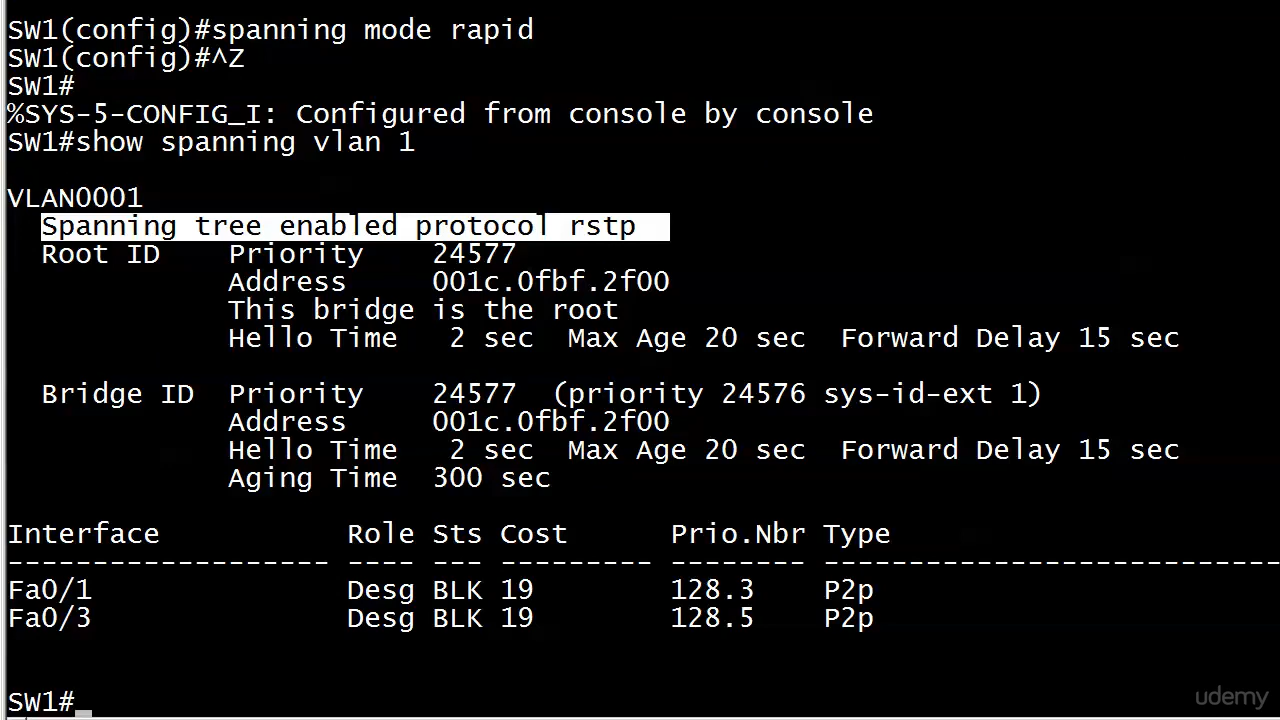 SW1(config)#spanning mode rapid
SW1(config)#^Z
SW1#
%SYS-5-CONFIG_I: Configured from console by console
SW1#show spanning vlan 1
VLAN0001
Spanning tree enabled protocol rstp
Root ID Priority 24577
Address 001c.0fbf.2f00
This bridge is the root
Hello Time 2 sec Max Age 20 sec Forward Delay 15 sec
Bridge ID Priority 24577 (priority 24576 sys-id-ext 1)
Address 001c.0fbf.2f00
Hello Time 2 sec Max Age 20 sec Forward Delay 15 sec
Aging Time 300 sec
Interface Role Sts Cost Prio.Nbr Type
------------------- ---- --- --------- -------- ---------------------------
Fa0/1 Desg BLK 19 128.3 P2p
Fa0/3 Desg BLK 19 128.5 P2p
SW1#_
udemy